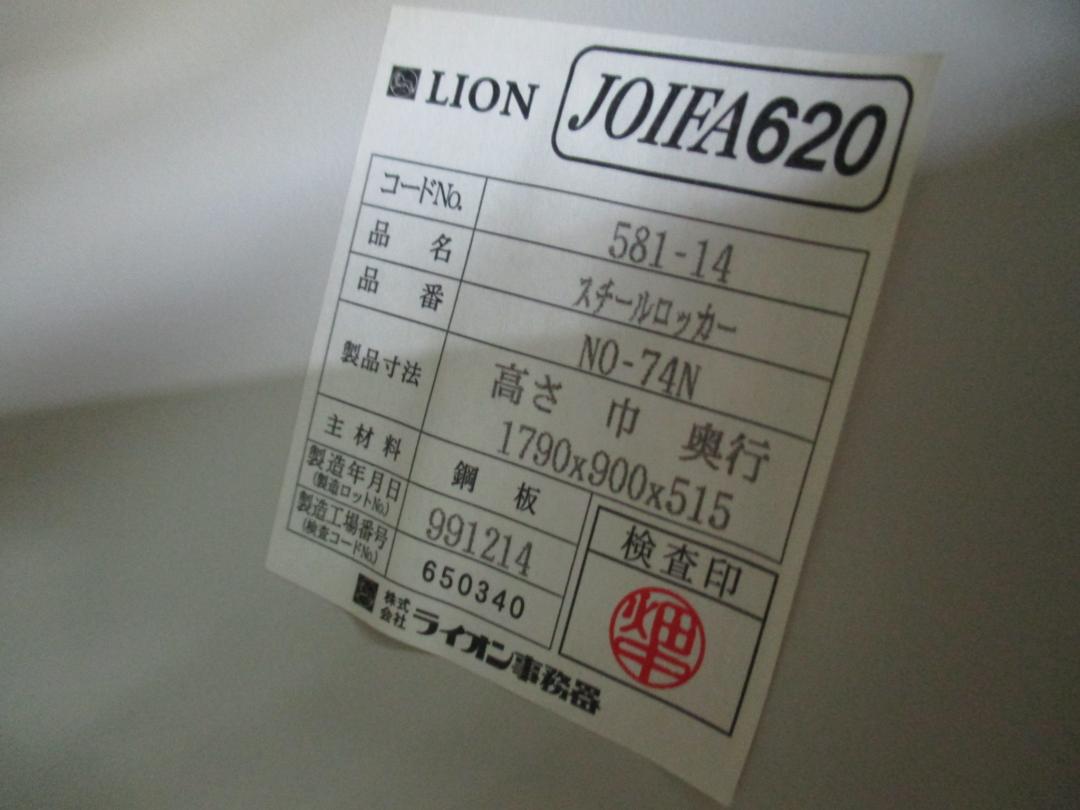 LION JOIFA620
コードNo. 581-14
品名 スチールロッカー
品番 NO-74N
製品寸法 高さ 巾 奥行
1790x900x515
主材料 鋼板
製造年月日 991214
(製造ロットNo.)
製造工場番号 650340
(検査コードNo.)
検査印
株式会社 ライオン事務器